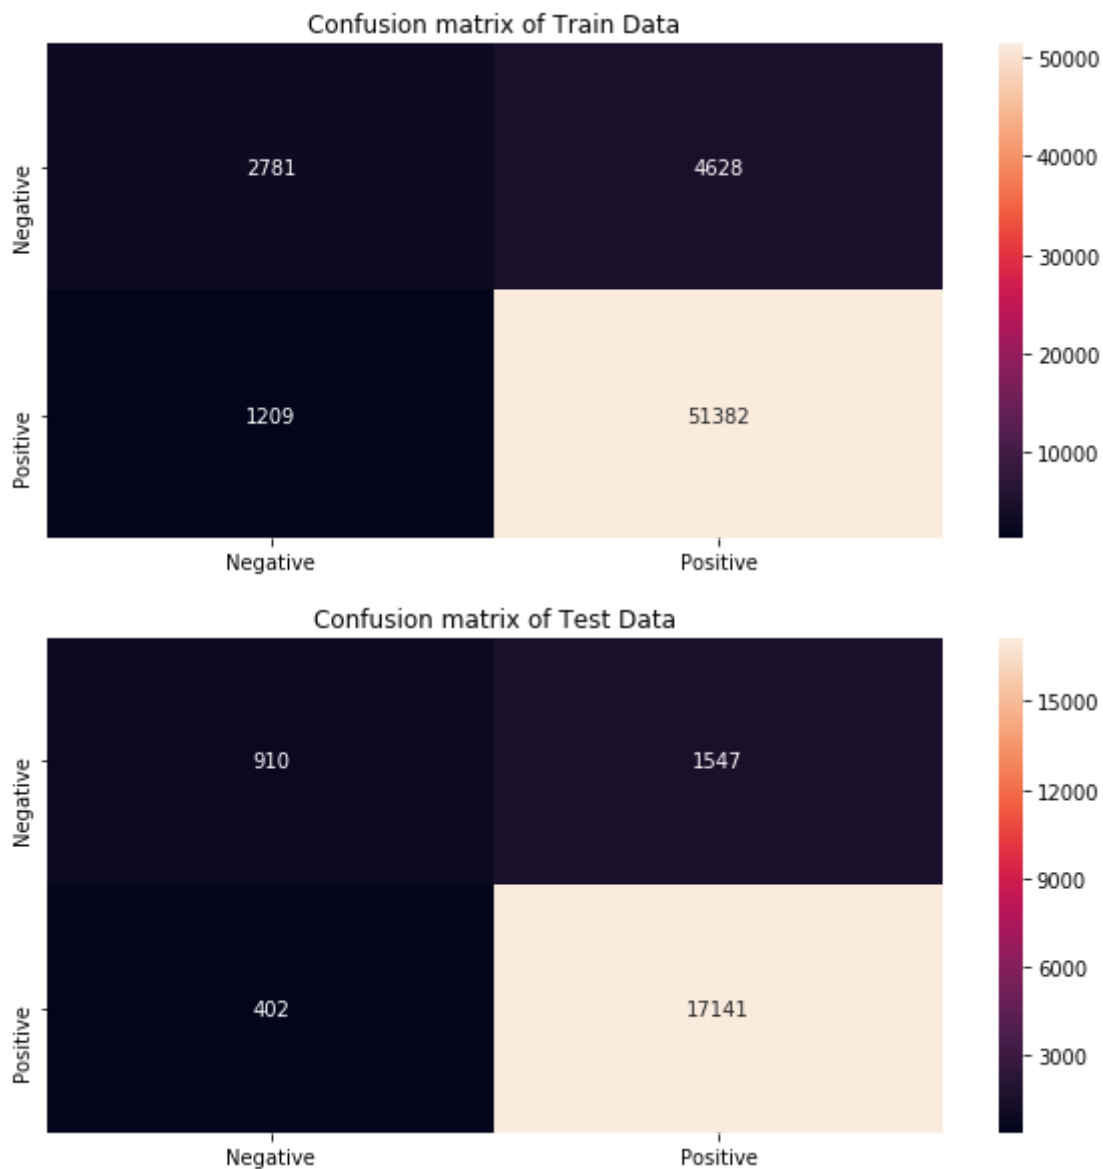 Confusion matrix of Train Data
Negative
2781
4628
Positive
1209
51382
Negative
Positive
50000
40000
30000
20000
10000
Confusion matrix of Test Data
Negative
910
1547
Positive
402
17141
Negative
Positive
15000
12000
9000
6000
3000